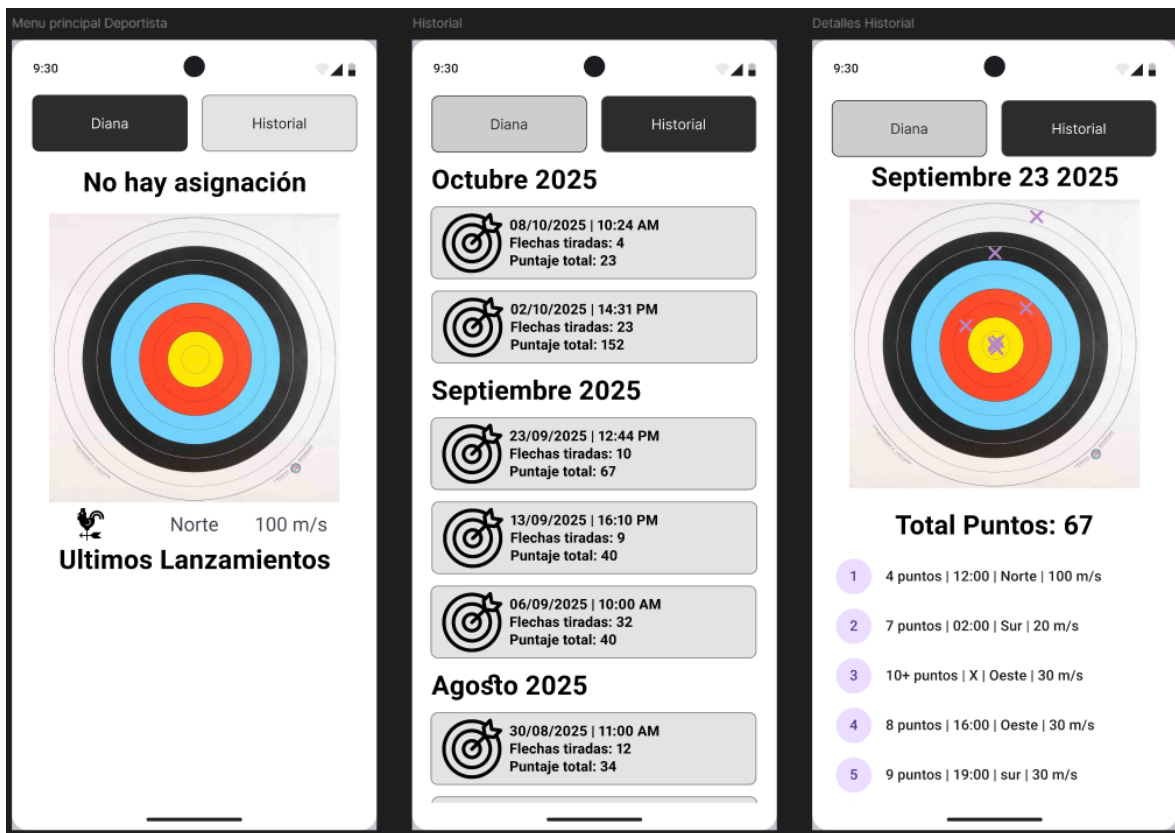 Menu principal Deportista
9:30
Diana
Historial
No hay asignación
Norte
100 m/s
Ultimos Lanzamientos
Historial
9:30
Diana
Historial
Octubre 2025
08/10/2025 | 10:24 AM
Flechas tiradas: 4
Puntaje total: 23
02/10/2025 | 14:31 PM
Flechas tiradas: 23
Puntaje total: 152
Septiembre 2025
23/09/2025 | 12:44 PM
Flechas tiradas: 10
Puntaje total: 67
13/09/2025 | 16:10 PM
Flechas tiradas: 9
Puntaje total: 40
06/09/2025 | 10:00 AM
Flechas tiradas: 32
Puntaje total: 40
Agosto 2025
30/08/2025 | 11:00 AM
Flechas tiradas: 12
Puntaje total: 34
Detalles Historial
9:30
Diana
Historial
Septiembre 23 2025
Total Puntos: 67
1 4 puntos | 12:00 | Norte | 100 m/s
2 7 puntos | 02:00 | Sur | 20 m/s
3 10+ puntos | X | Oeste | 30 m/s
4 8 puntos | 16:00 | Oeste | 30 m/s
5 9 puntos | 19:00 | sur | 30 m/s